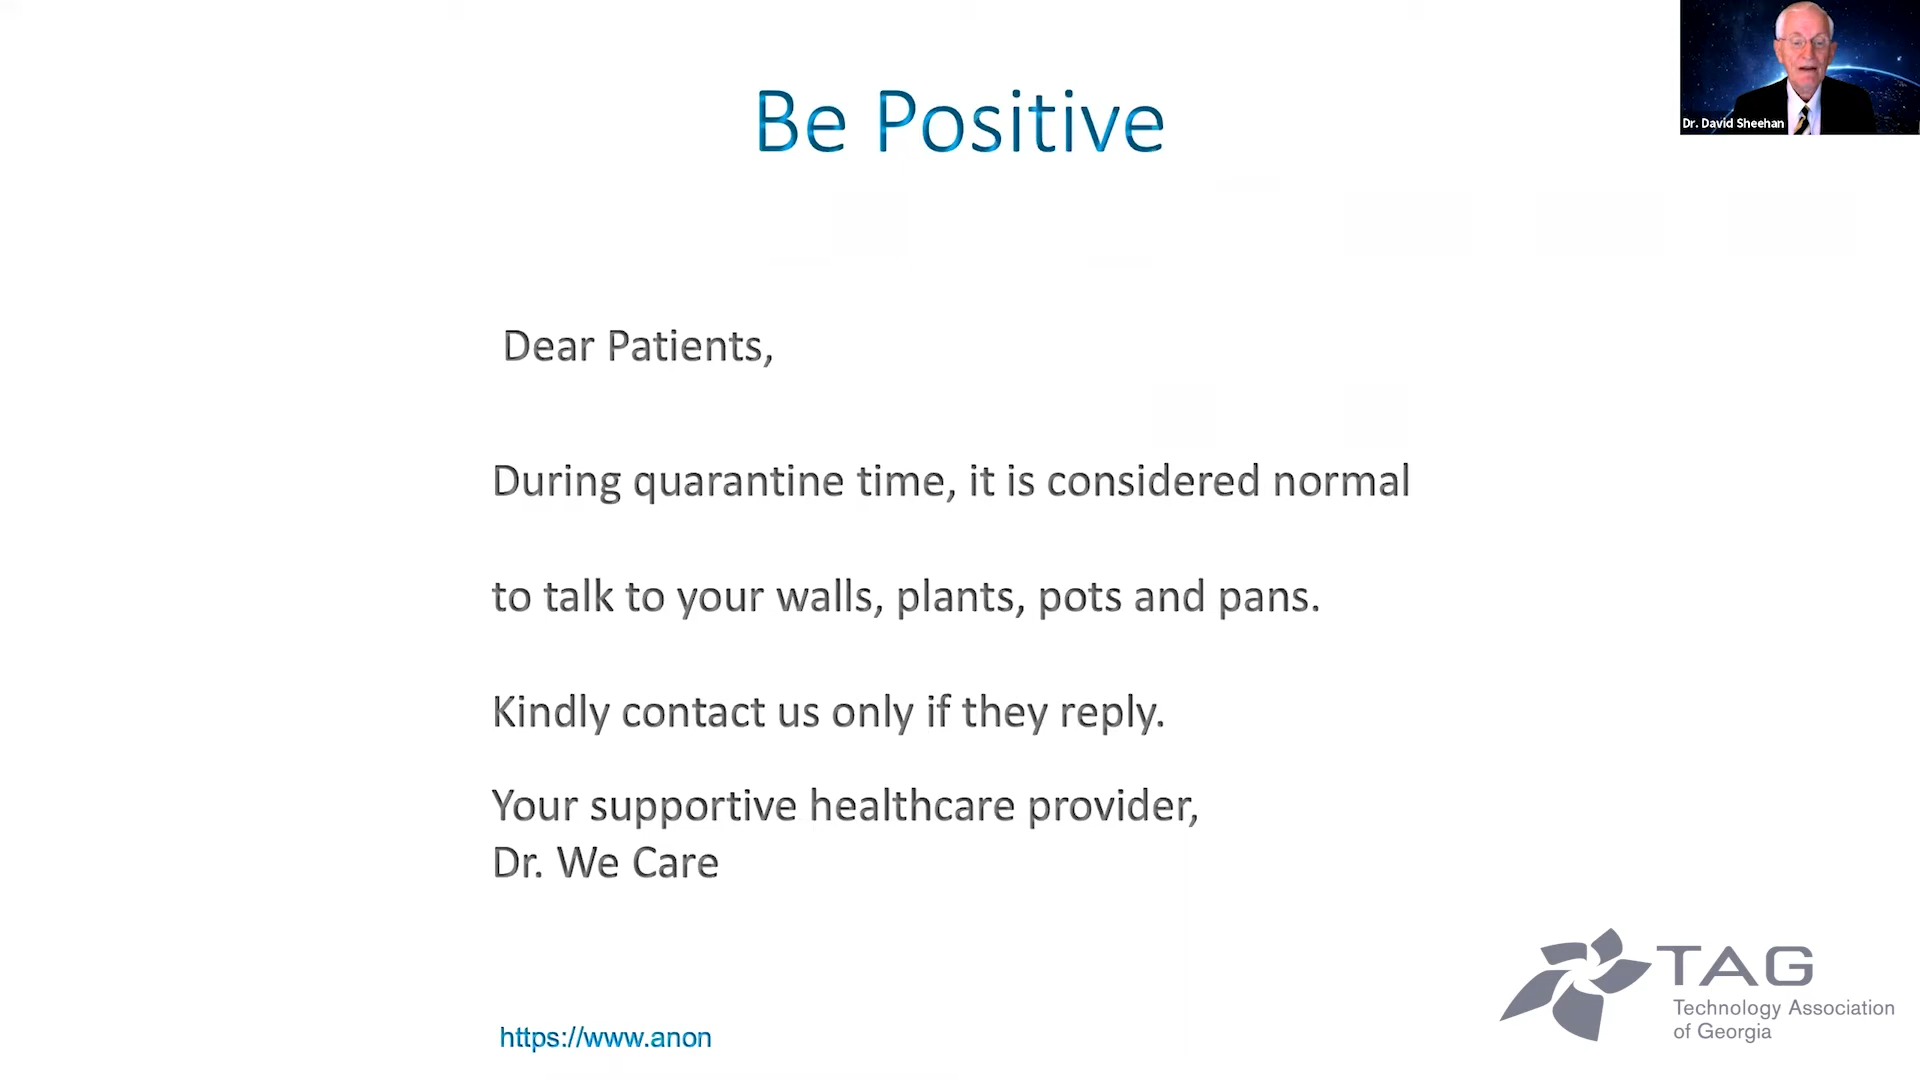 Be Positive
Dr. David Sheehan
Dear Patients,
During quarantine time, it is considered normal
to talk to your walls, plants, pots and pans.
Kindly contact us only if they reply.
Your supportive healthcare provider,
Dr. We Care
https://www.anon
TAG
Technology Association
of Georgia